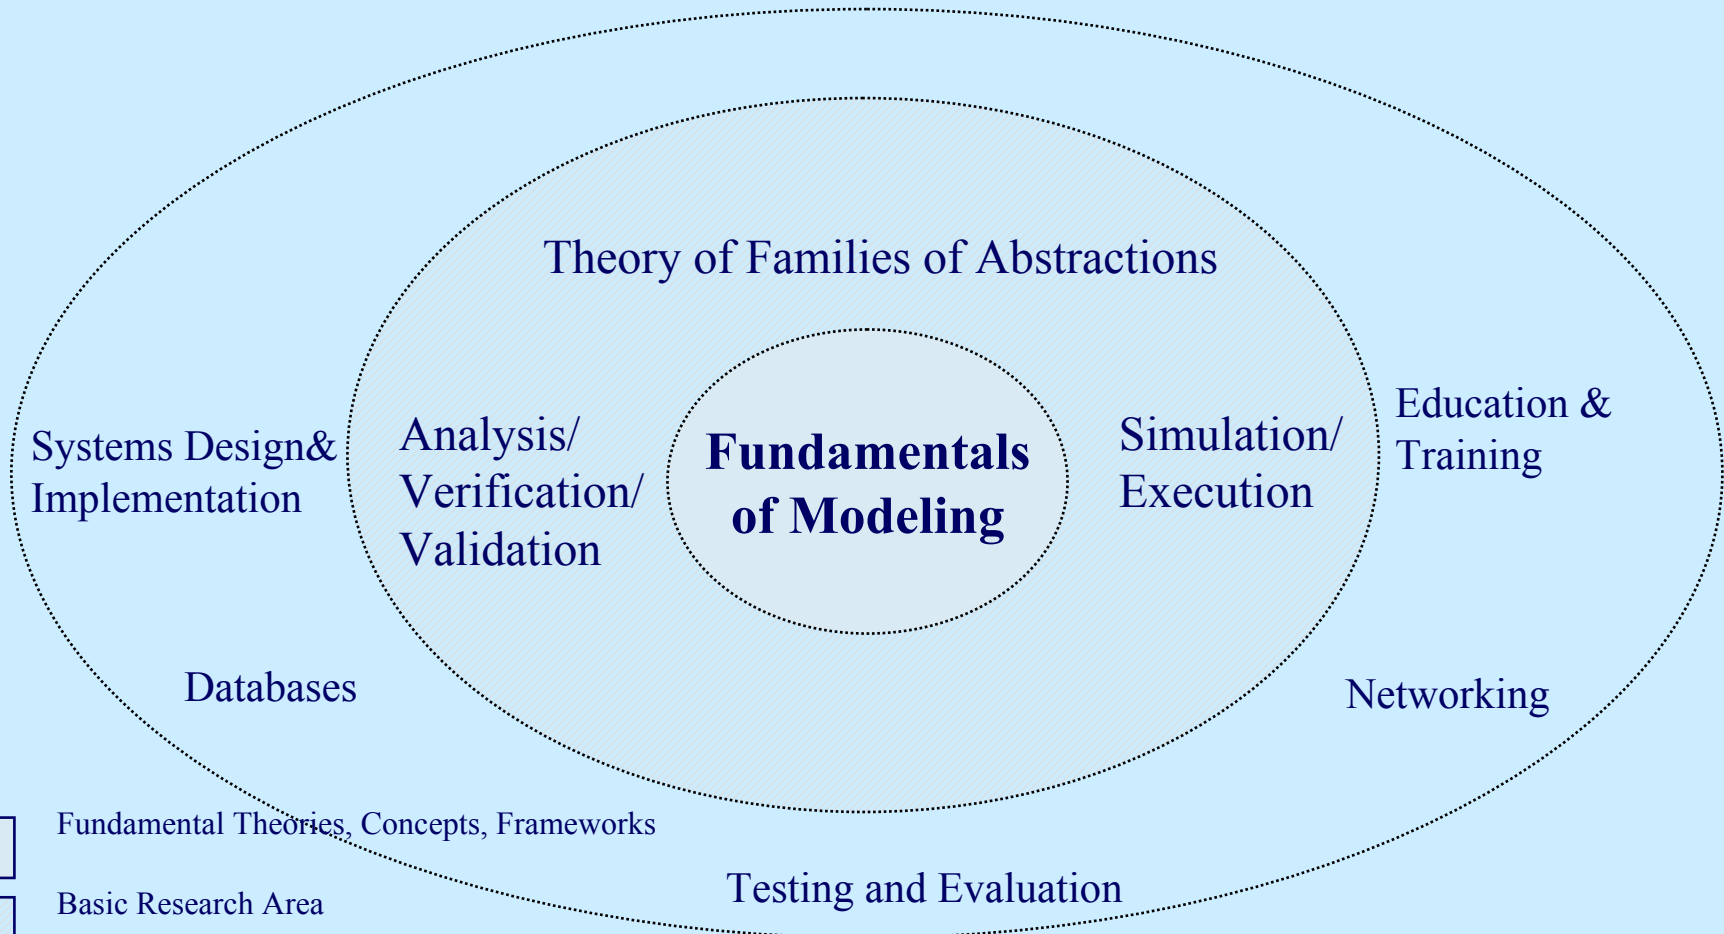 Theory of Families of Abstractions
Systems Design&
Implementation
Analysis/
Verification/
Validation
Fundamentals
of Modeling
Simulation/
Execution
Education &
Training
Databases
Networking
Fundamental Theories, Concepts, Frameworks
Basic Research Area
Testing and Evaluation